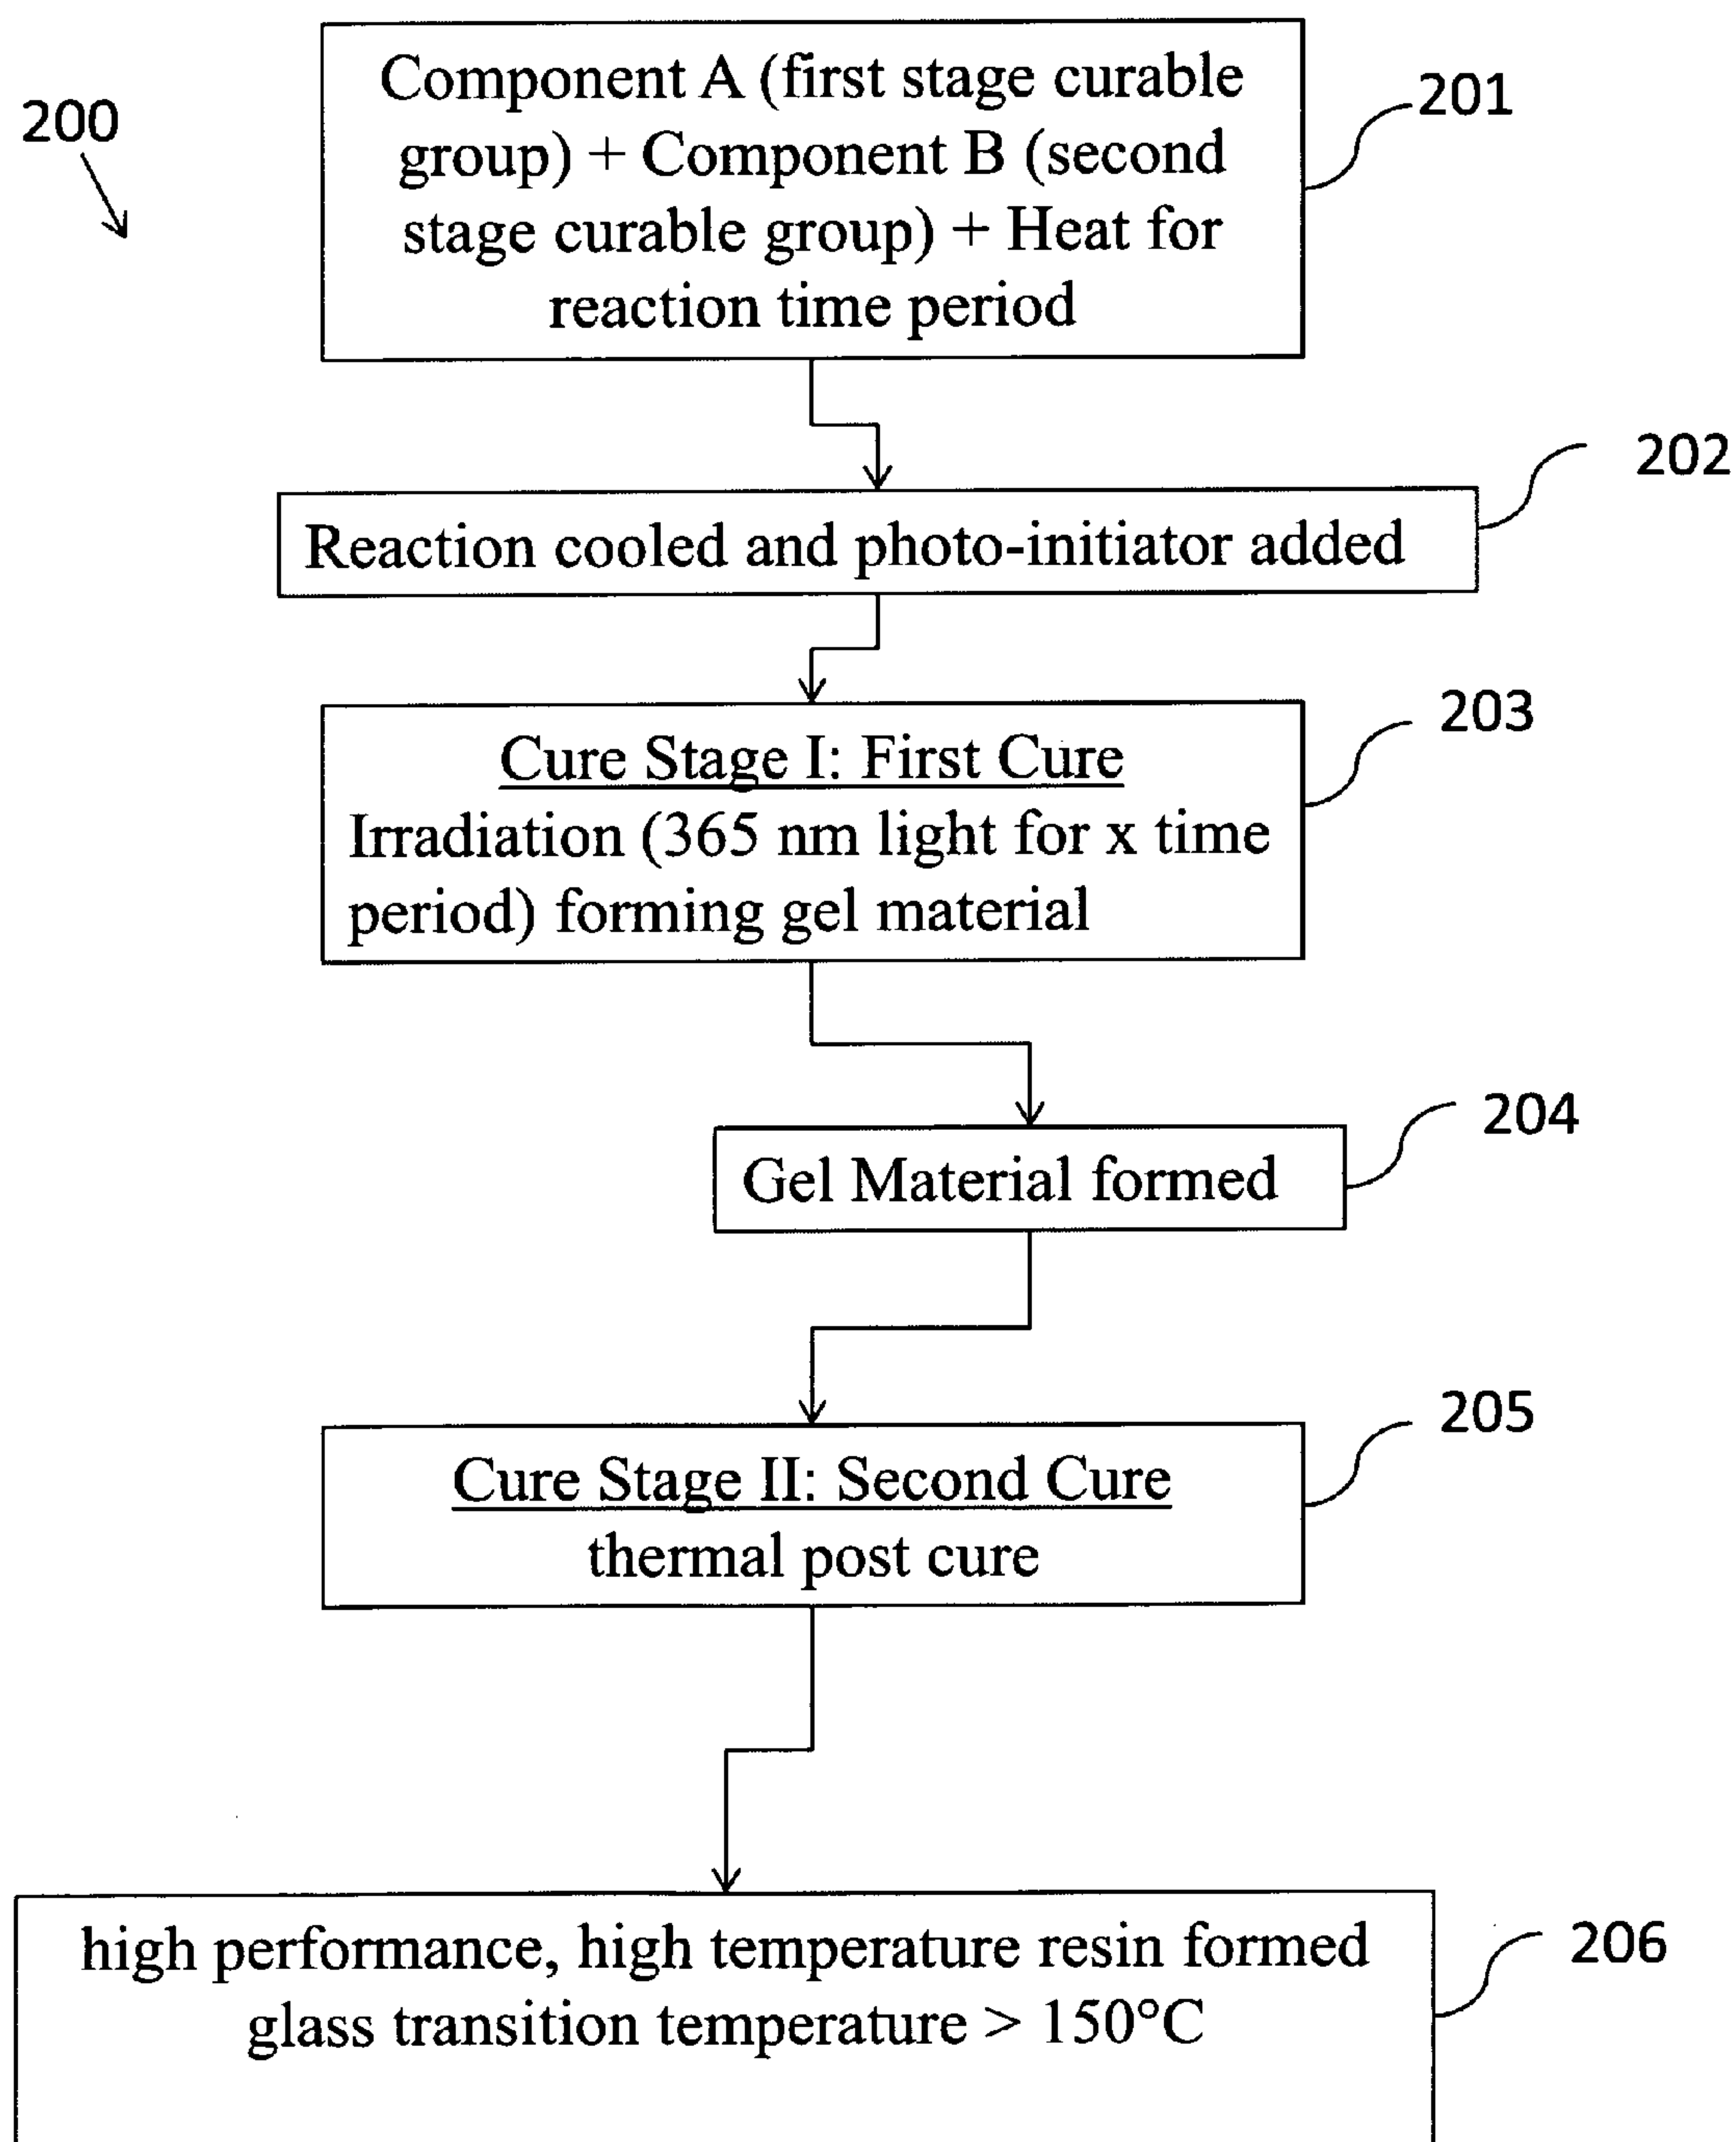 200
Component A (first stage curable
group) + Component B (second
stage curable group) + Heat for
reaction time period
201
Reaction cooled and photo-initiator added
202
Cure Stage I: First Cure
Irradiation (365 nm light for x time
period) forming gel material
203
Gel Material formed
204
Cure Stage II: Second Cure
thermal post cure
205
high performance, high temperature resin formed
glass transition temperature > 150°C
206